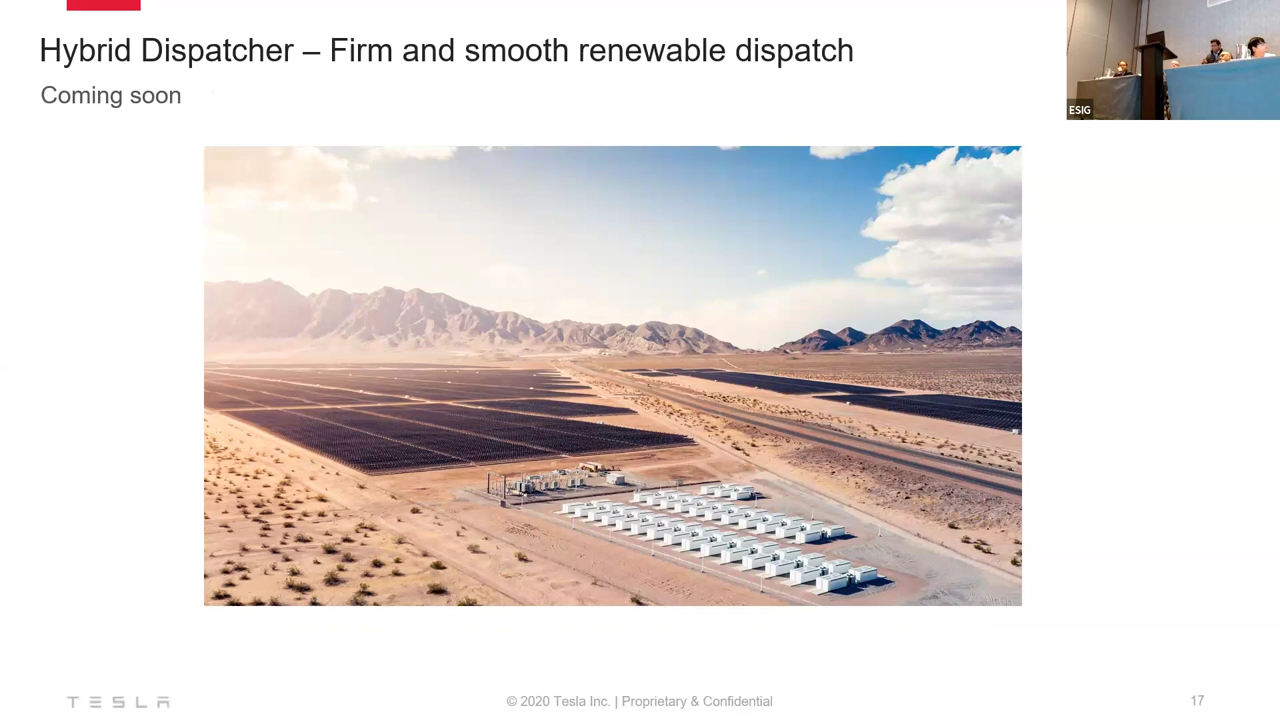 Hybrid Dispatcher – Firm and smooth renewable dispatch
Coming soon
ESIG
TESLA
© 2020 Tesla Inc. | Proprietary & Confidential
17